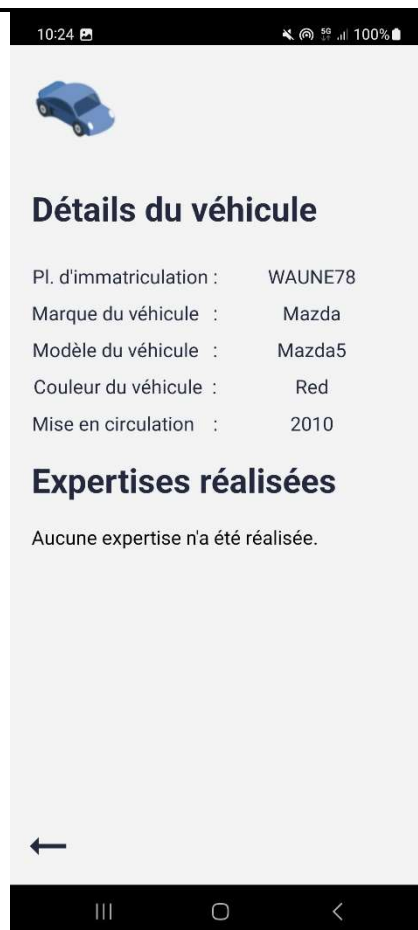 10:24 5G 100%
Détails du véhicule
Pl. d'immatriculation : WAUNE78
Marque du véhicule : Mazda
Modèle du véhicule : Mazda5
Couleur du véhicule : Red
Mise en circulation : 2010
Expertises réalisées
Aucune expertise n'a été réalisée.